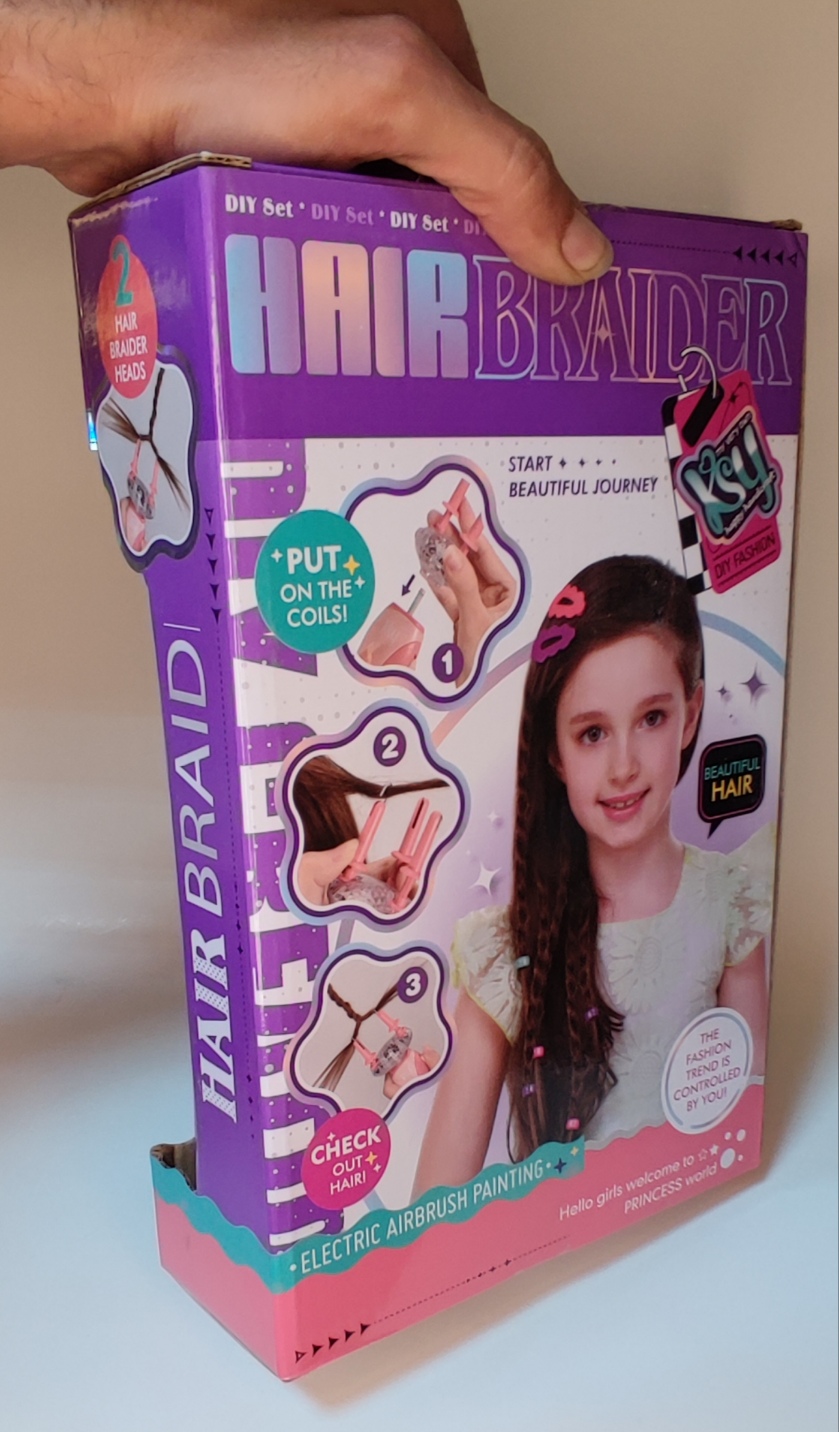 DIY Set * DIY Set * DIY Set * DI
HAIR BRAIDER
2
HAIR
BRAIDER
HEADS
START
BEAUTIFUL JOURNEY
KSY
DIY FASHION
PUT
ON THE
COILS!
1
2
BEAUTIFUL
HAIR
3
CHECK
OUT
HAIR!
THE
FASHION
TREND IS
CONTROLLED
BY YOU!
• ELECTRIC AIRBRUSH PAINTING •
Hello girls welcome to
PRINCESS world
HAIR BRAID